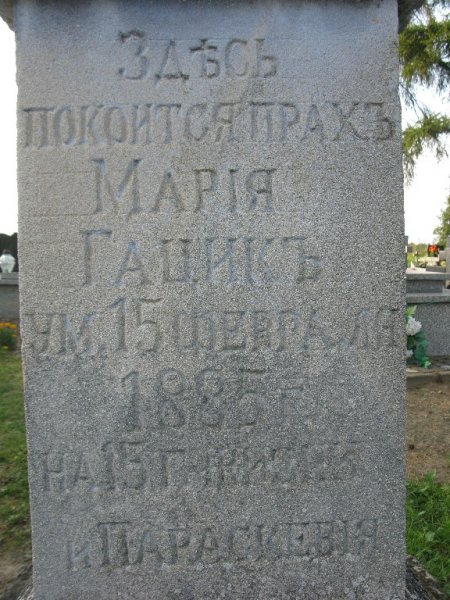 Здѣсь
покоится прахъ
Марія
Гацикъ
ум. 15 февраля
1885 г.
на 15 г. жизни
и Параскевія